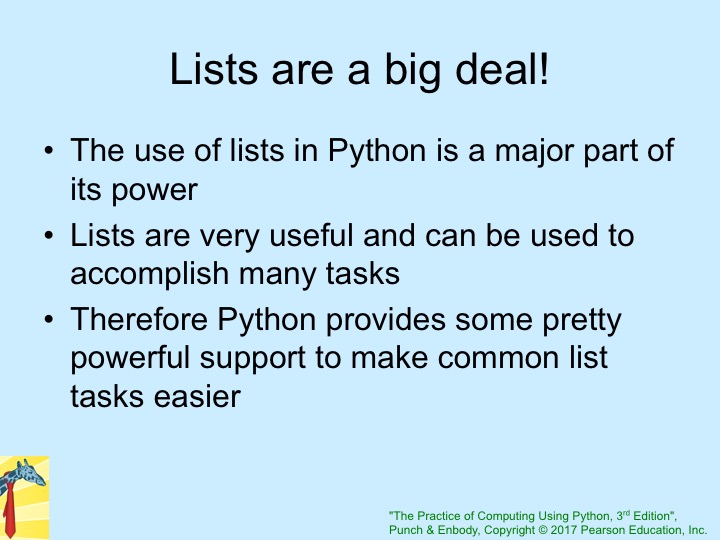 Lists are a big deal!
• The use of lists in Python is a major part of
its power
• Lists are very useful and can be used to
accomplish many tasks
• Therefore Python provides some pretty
powerful support to make common list
tasks easier
"The Practice of Computing Using Python, 3rd Edition",
Punch & Enbody, Copyright © 2017 Pearson Education, Inc.